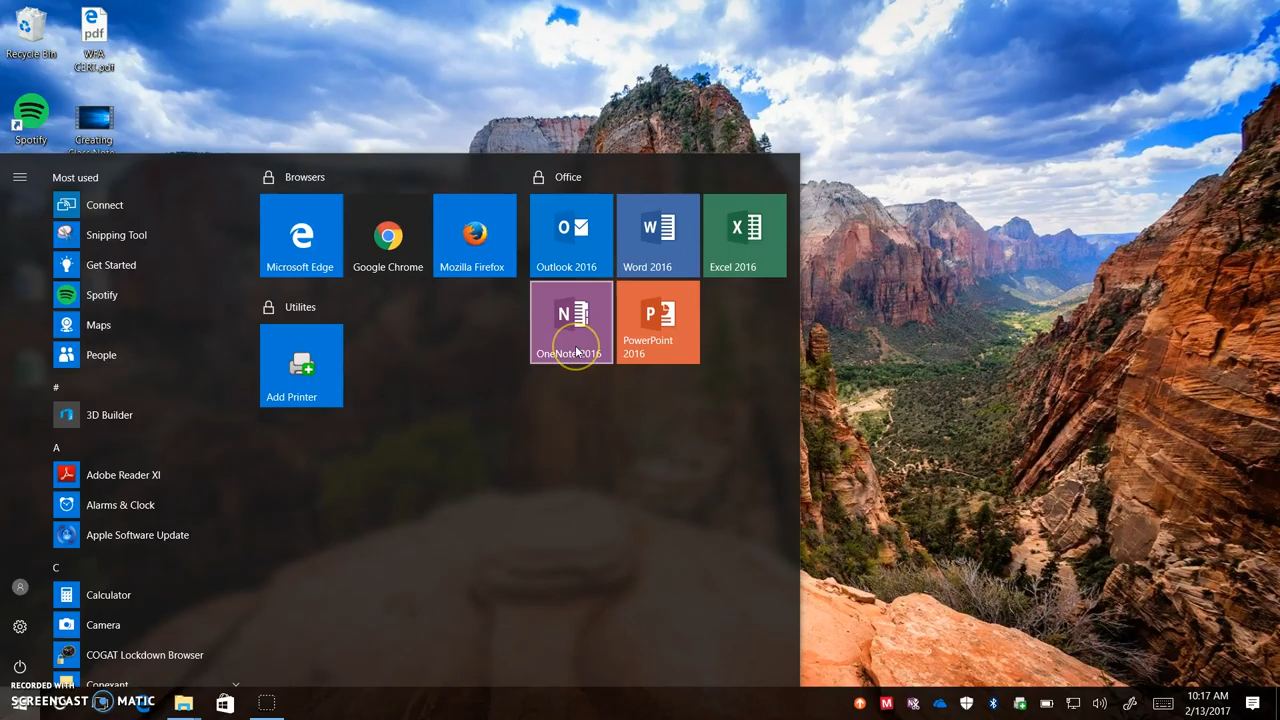 Recycle Bin
pdf
WFA
CERT.pdf
Spotify
Creating
Most used
Connect
Snipping Tool
Get Started
Spotify
Maps
People
#
3D Builder
A
Adobe Reader XI
Alarms & Clock
Apple Software Update
C
Calculator
Camera
COGAT Lockdown Browser
Conexant
Browsers
Microsoft Edge
Google Chrome
Mozilla Firefox
Utilites
Add Printer
Office
Outlook 2016
Word 2016
Excel 2016
OneNote 2016
PowerPoint
2016
RECORDED WITH
SCREENCAST MATIC
10:17 AM
2/13/2017